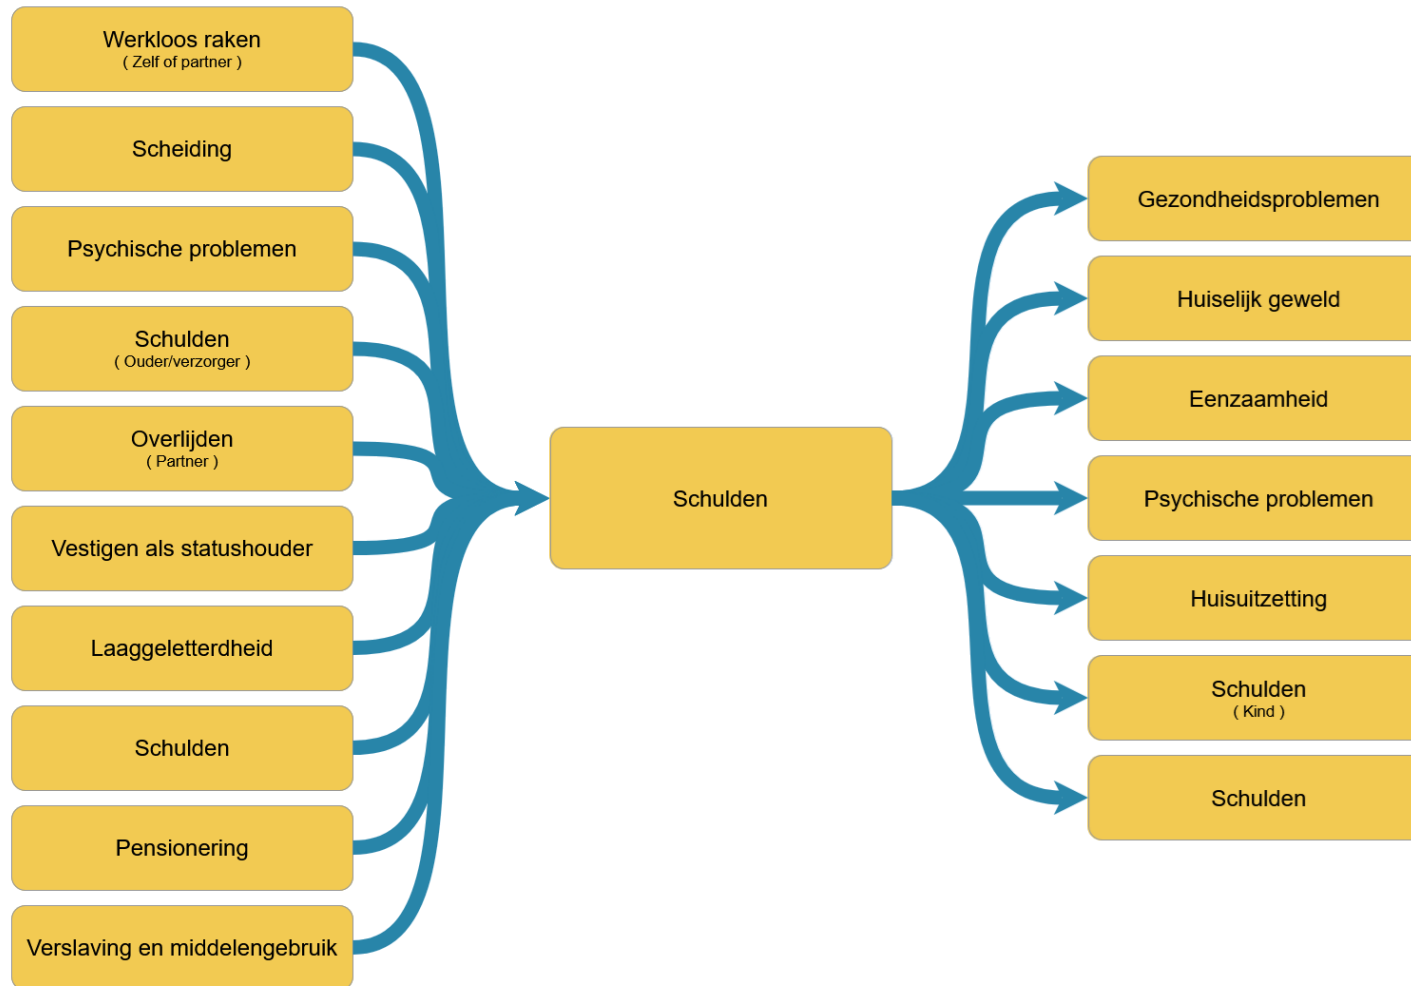 Werkloos raken
( Zelf of partner )
Scheiding
Psychische problemen
Schulden
( Ouder/verzorger )
Overlijden
( Partner )
Vestigen als statushouder
Laaggeletterdheid
Schulden
Pensionering
Verslaving en middelengebruik
Schulden
Gezondheidsproblemen
Huiselijk geweld
Eenzaamheid
Psychische problemen
Huisuitzetting
Schulden
( Kind )
Schulden